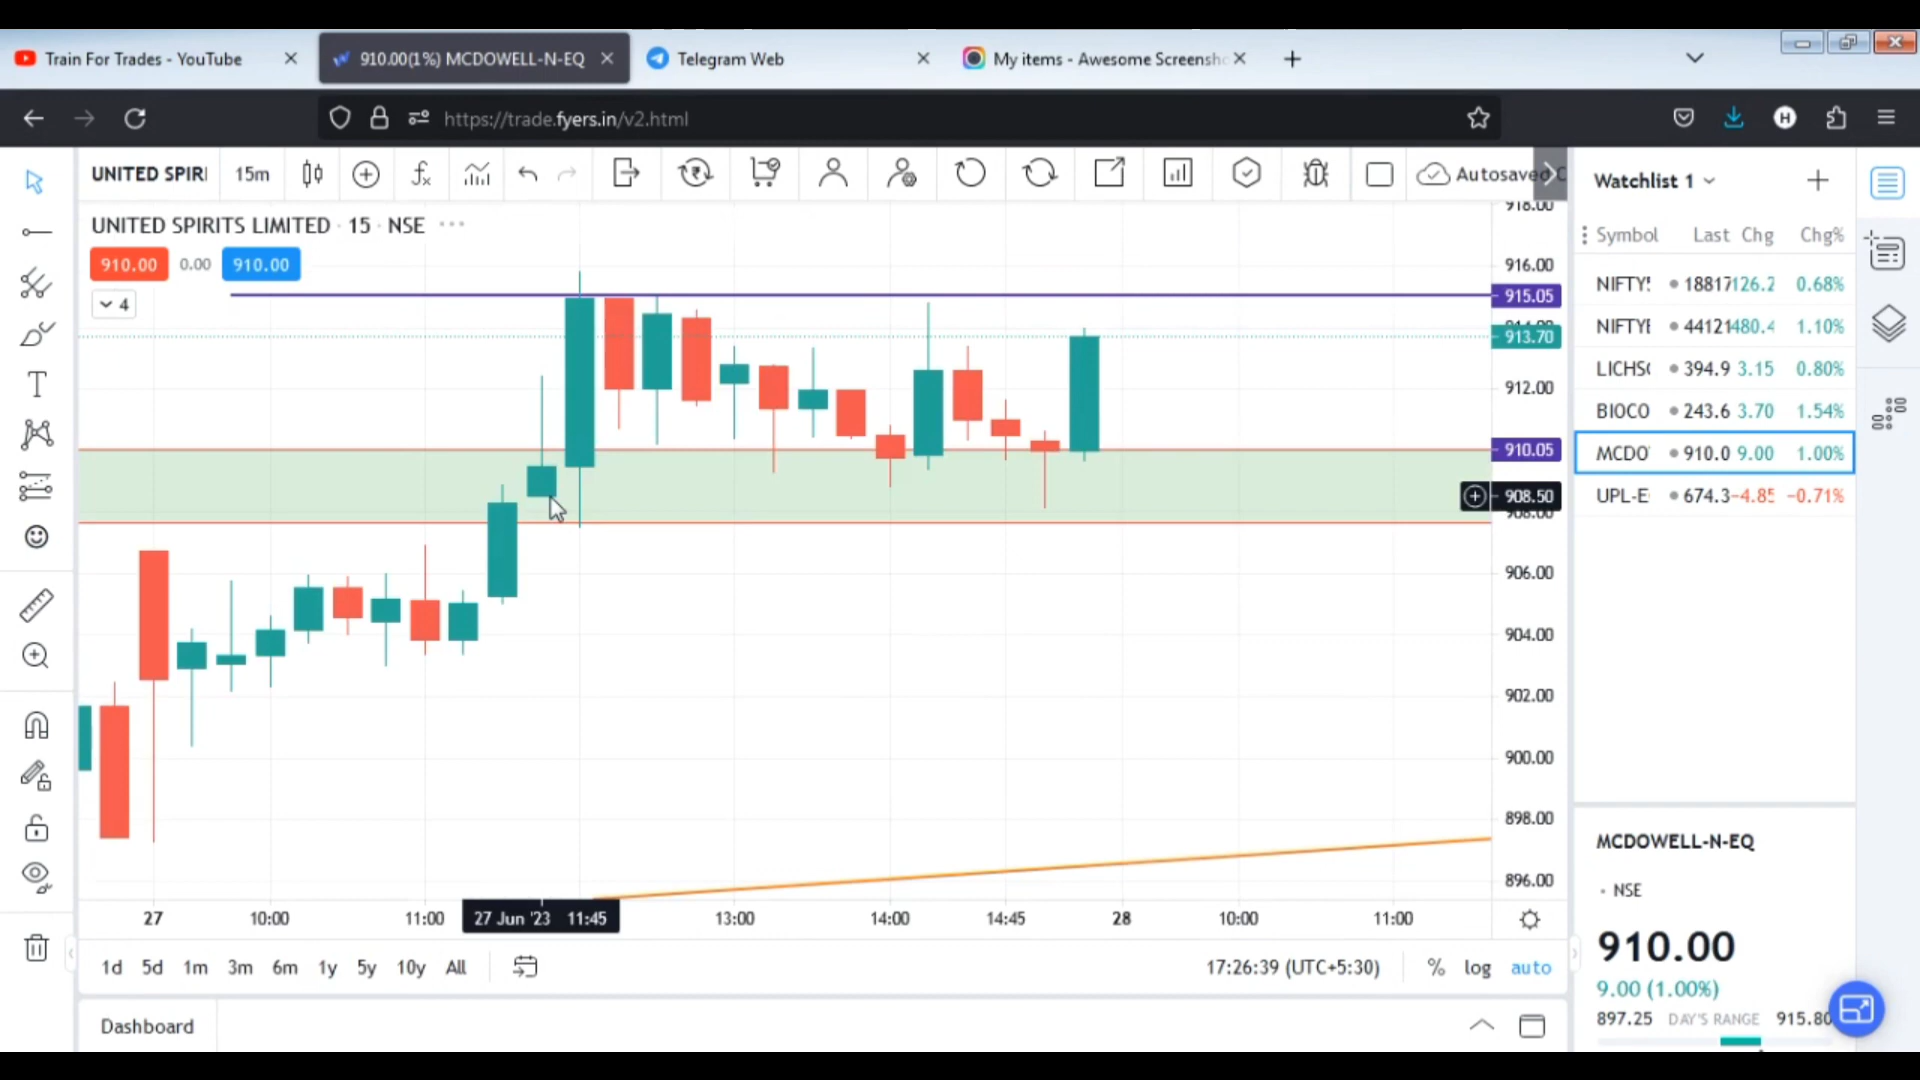 Train For Trades - YouTube
910.00(1%) MCDOWELL-N-EQ
Telegram Web
My items - Awesome Screensh
https://trade.fyers.in/v2.html
UNITED SPIRI
15m
Autosaved
Watchlist 1
UNITED SPIRITS LIMITED · 15 · NSE
910.00 0.00 910.00
4
Symbol Last Chg Chg%
NIFTY 18817 126.2 0.68%
NIFTYB 44121 480.4 1.10%
LICHS 394.9 3.15 0.80%
BIOCO 243.6 3.70 1.54%
MCDO 910.0 9.00 1.00%
UPL-E 674.3 -4.85 -0.71%
918.00
916.00
915.05
913.70
912.00
910.05
908.50
908.00
906.00
904.00
902.00
900.00
898.00
896.00
27 10:00 11:00 27 Jun '23 11:45 13:00 14:00 14:45 28 10:00 11:00
1d 5d 1m 3m 6m 1y 5y 10y All
17:26:39 (UTC+5:30) % log auto
Dashboard
MCDOWELL-N-EQ
· NSE
910.00
9.00 (1.00%)
897.25 DAY'S RANGE 915.80